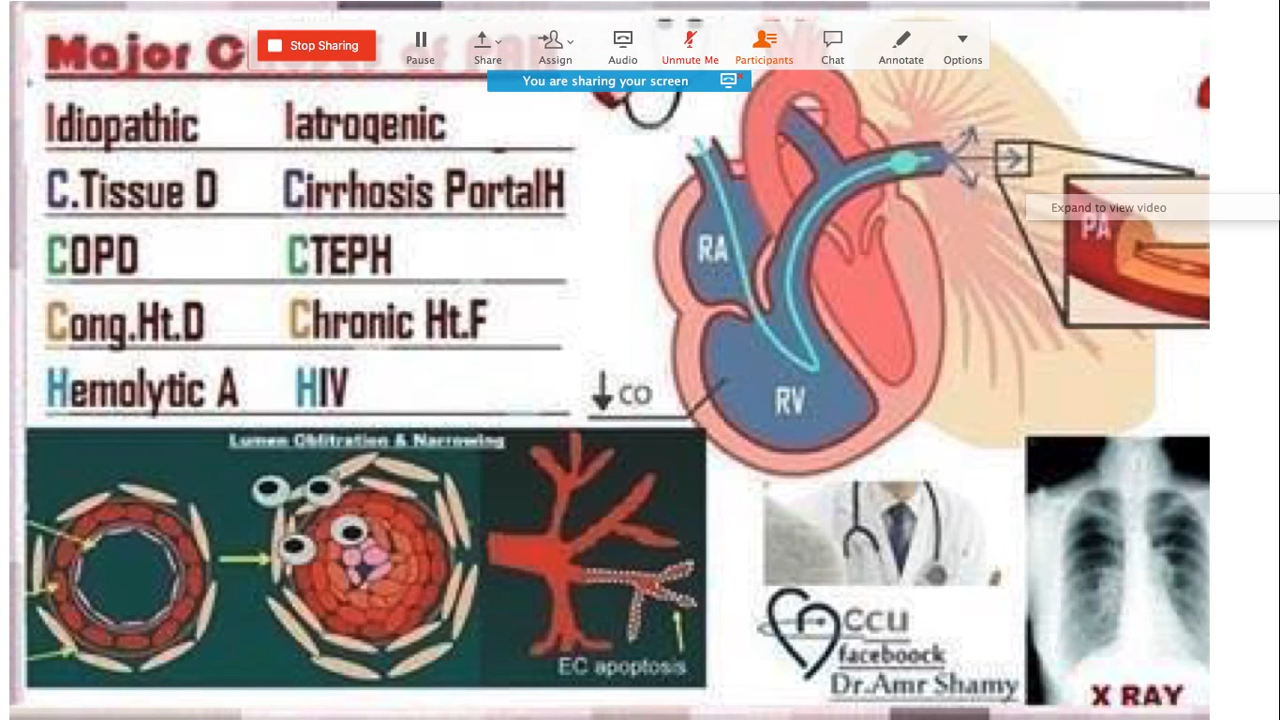 Major C
Stop Sharing
Pause
Share
Assign
Audio
Unmute Me
Participants
Chat
Annotate
Options
You are sharing your screen
Idiopathic Iatrogenic
C.Tissue D Cirrhosis PortalH
COPD CTEPH
Cong.Ht.D Chronic Ht.F
Hemolytic A HIV
RA
RV
↓ CO
Expand to view video
PA
Lumen Oblitration & Narrowing
EC apoptosis
CCU
faceboock
Dr.Amr Shamy
X RAY